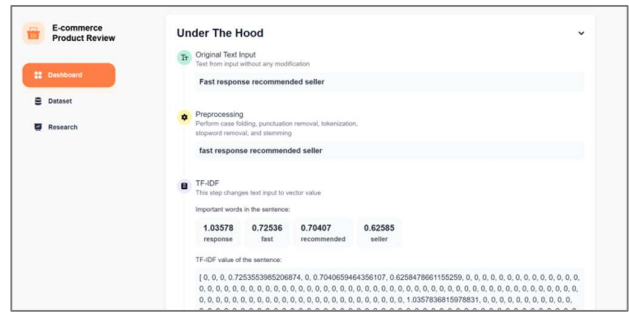 E-commerce
Product Review
Dashboard
Dataset
Research
Under The Hood
Tr
Original Text Input
Text from input without any modification
Fast response recommended seller
Preprocessing
Perform case folding, punctuation removal, tokenization,
stopword removal, and stemming
fast response recommended seller
TF-IDF
This step changes text input to vector value
Important words in the sentence:
1.03578 0.72536 0.70407 0.62585
response fast recommended seller
TF-IDF value of the sentence:
[ 0, 0, 0, 0.7253553985206874, 0, 0.7040659464356107, 0.6258478661155259, 0, 0, 0, 0, 0, 0, 0, 0, 0, 0, 0, 0, 0, 0,
0, 0, 0, 0, 0, 0, 0, 0, 0, 0, 0, 0, 0, 0, 0, 0, 0, 0, 0, 0, 0, 0, 0, 0, 0, 0, 0, 0, 0, 0, 0, 0, 0, 0, 0, 0, 0,
0, 0, 0, 0, 0, 0, 0, 0, 0, 0, 0, 0, 0, 0, 0, 0, 0, 0, 0, 0, 0, 0, 0, 1.0357836815978831, 0, 0, 0, 0, 0, 0, 0, 0, 0, 0, 0,